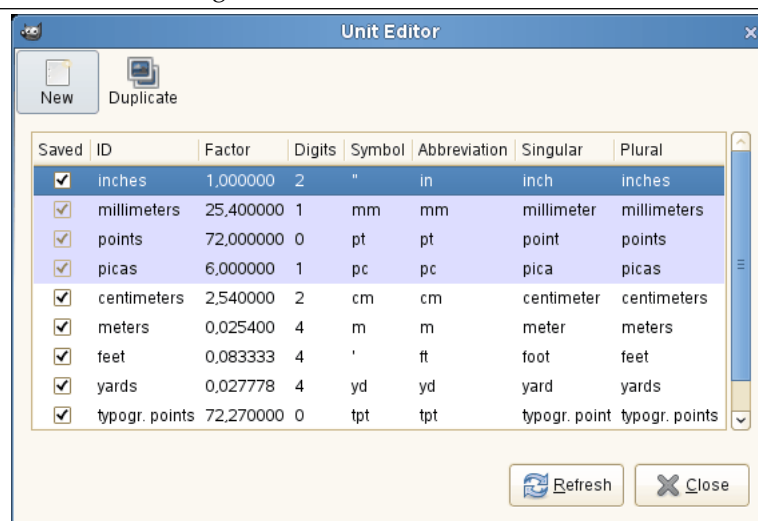 Unit Editor
New Duplicate
Saved ID Factor Digits Symbol Abbreviation Singular Plural
inches 1,000000 2 " in inch inches
millimeters 25,400000 1 mm mm millimeter millimeters
points 72,000000 0 pt pt point points
picas 6,000000 1 pc pc pica picas
centimeters 2,540000 2 cm cm centimeter centimeters
meters 0,025400 4 m m meter meters
feet 0,083333 4 ' ft foot feet
yards 0,027778 4 yd yd yard yards
typogr. points 72,270000 0 tpt tpt typogr. point typogr. points
Refresh Close